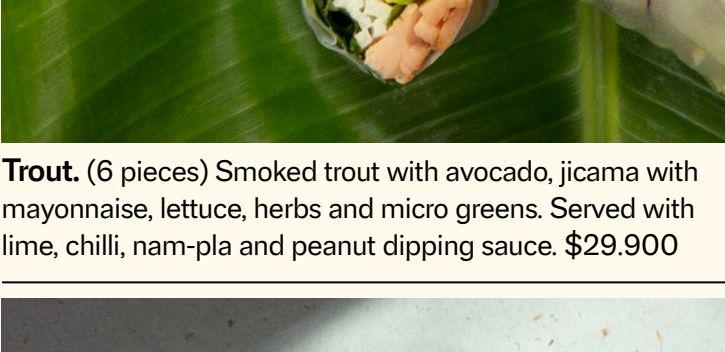 Trout. (6 pieces) Smoked trout with avocado, jicama with
mayonnaise, lettuce, herbs and micro greens. Served with
lime, chilli, nam-pla and peanut dipping sauce. $29.900